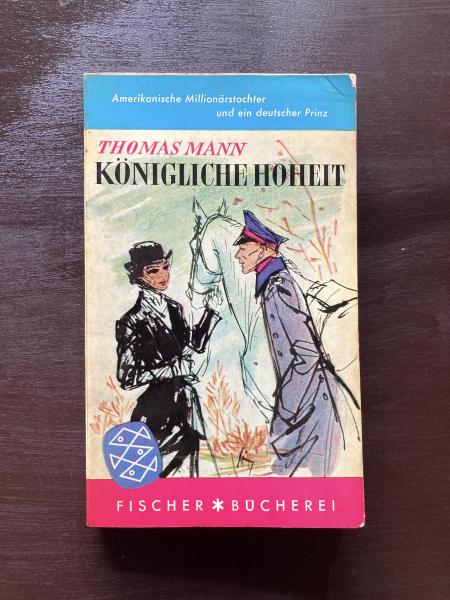 Amerikanische Millionärstochter
und ein deutscher Prinz
THOMAS MANN
KÖNIGLICHE HOHEIT
FISCHER * BÜCHEREI